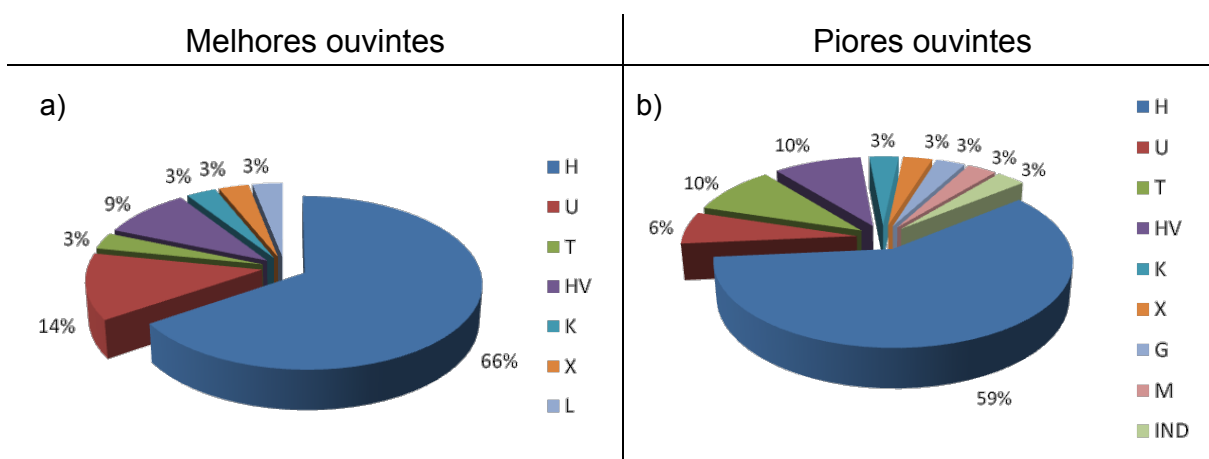 Melhores ouvintes
Piores ouvintes
a)
3%
3%
3%
9%
3%
14%
66%
H
U
T
HV
K
X
L
b)
10%
3%
3%
3%
3%
3%
10%
6%
59%
H
U
T
HV
K
X
G
M
IND